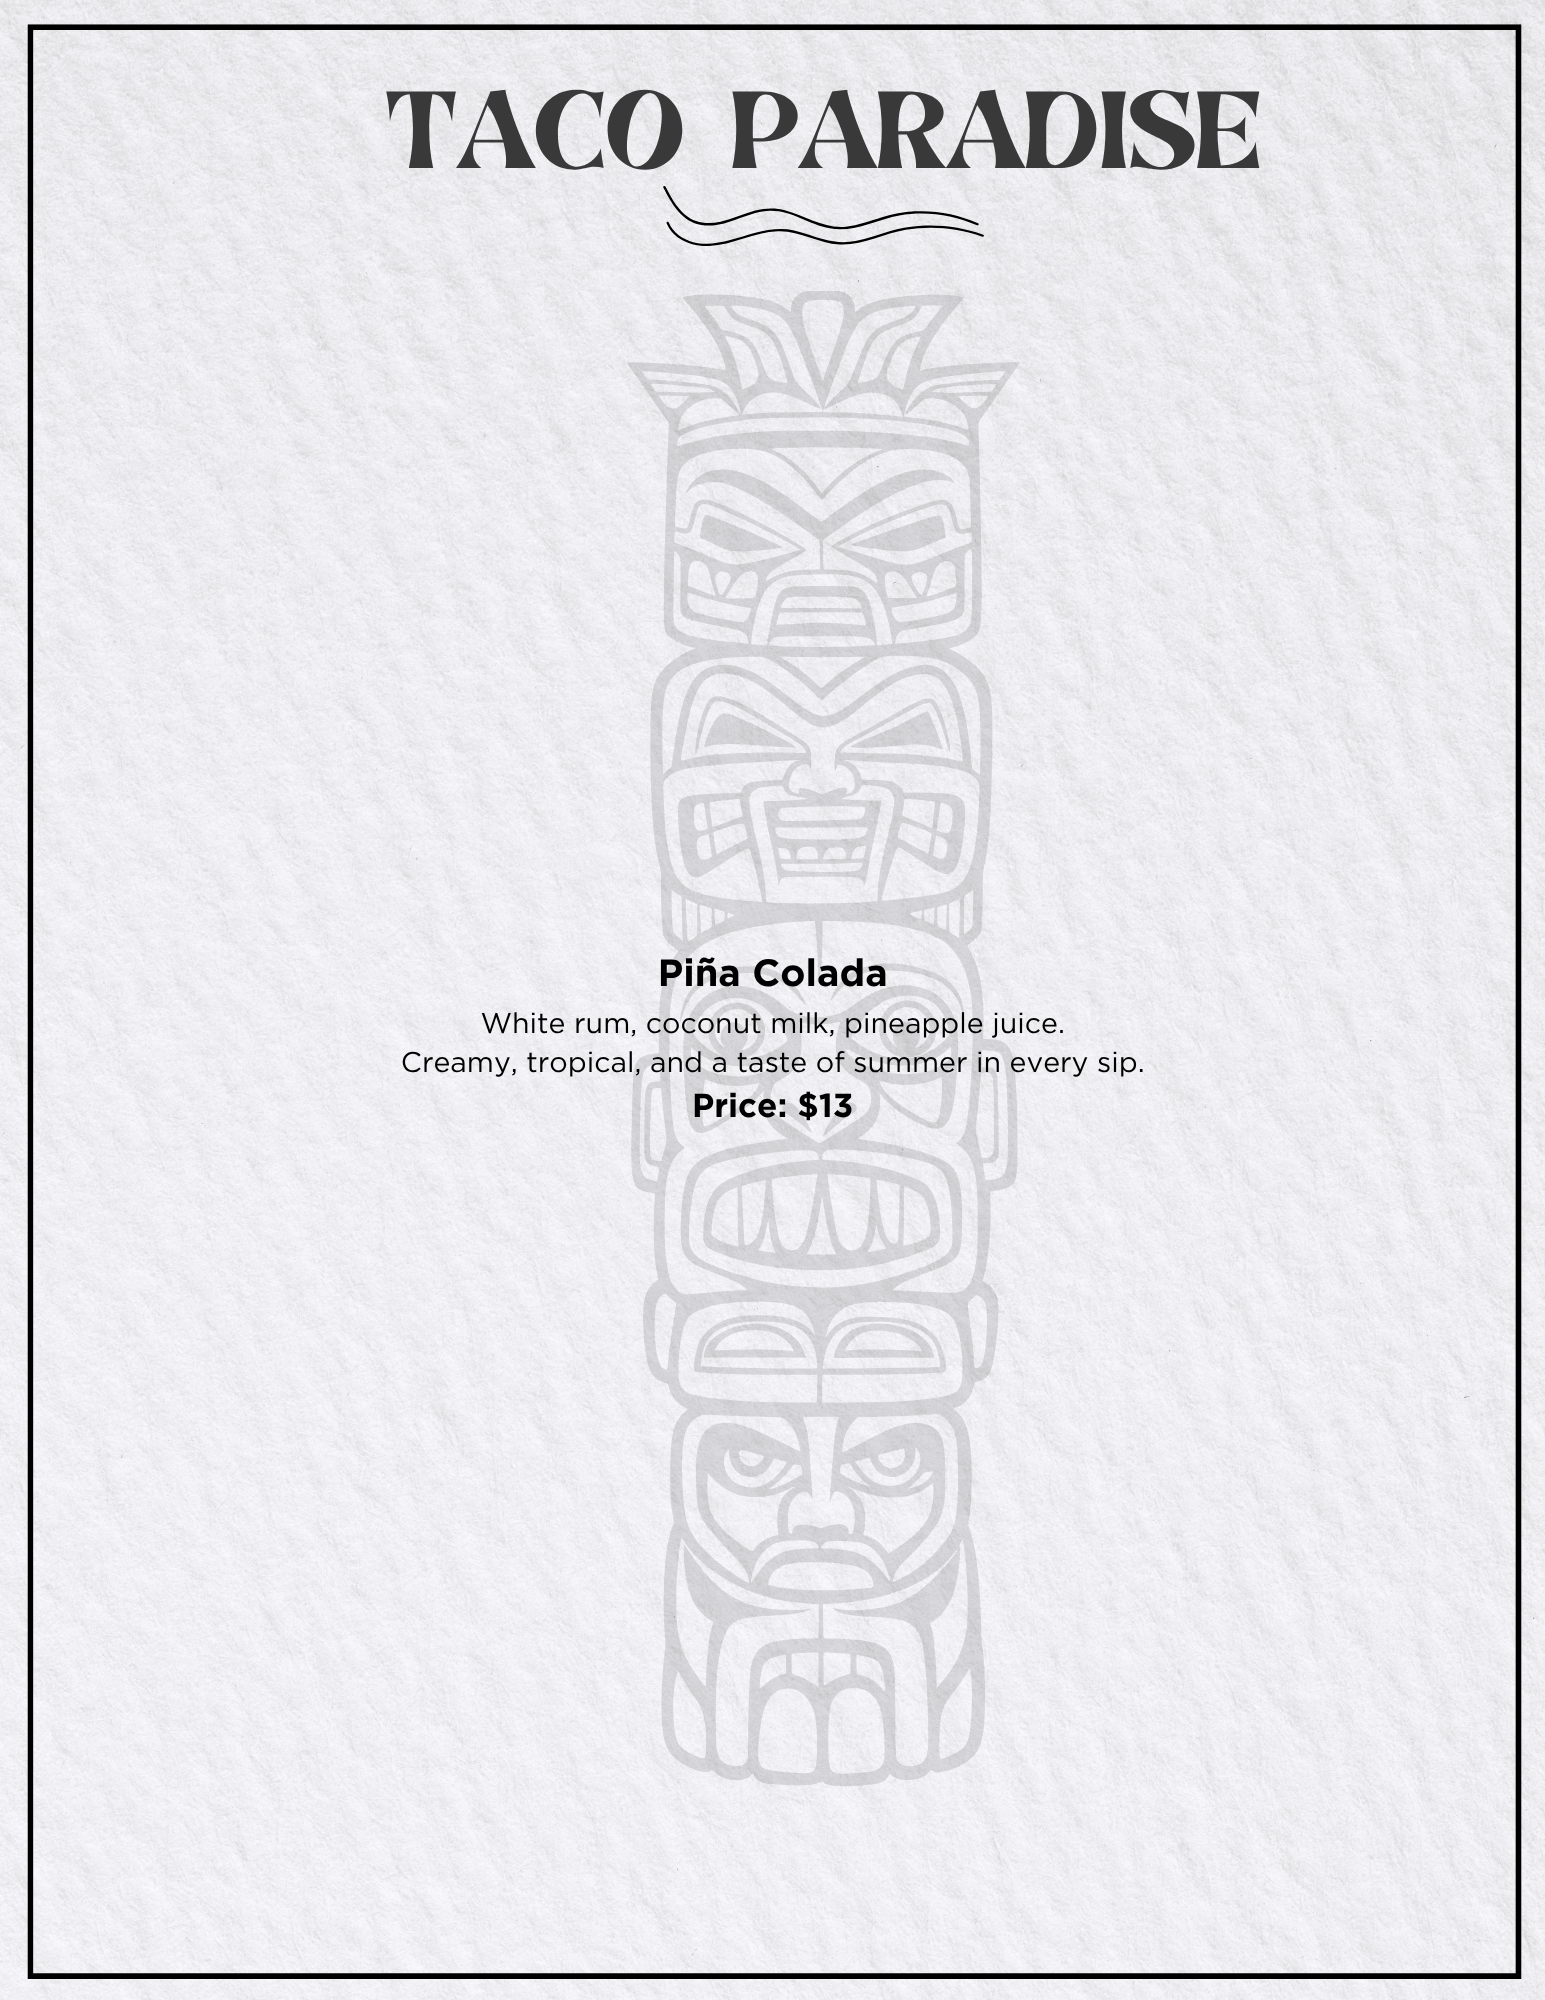 TACO PARADISE
Piña Colada
White rum, coconut milk, pineapple juice.
Creamy, tropical, and a taste of summer in every sip.
Price: $13